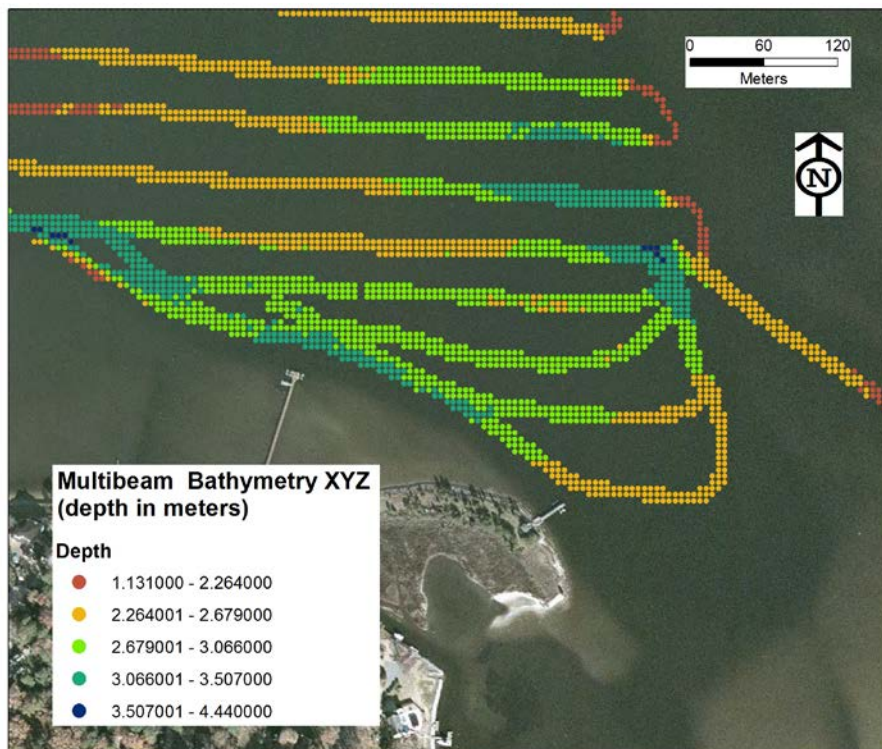 0 60 120
Meters
N
Multibeam Bathymetry XYZ
(depth in meters)
Depth
1.131000 - 2.264000
2.264001 - 2.679000
2.679001 - 3.066000
3.066001 - 3.507000
3.507001 - 4.440000